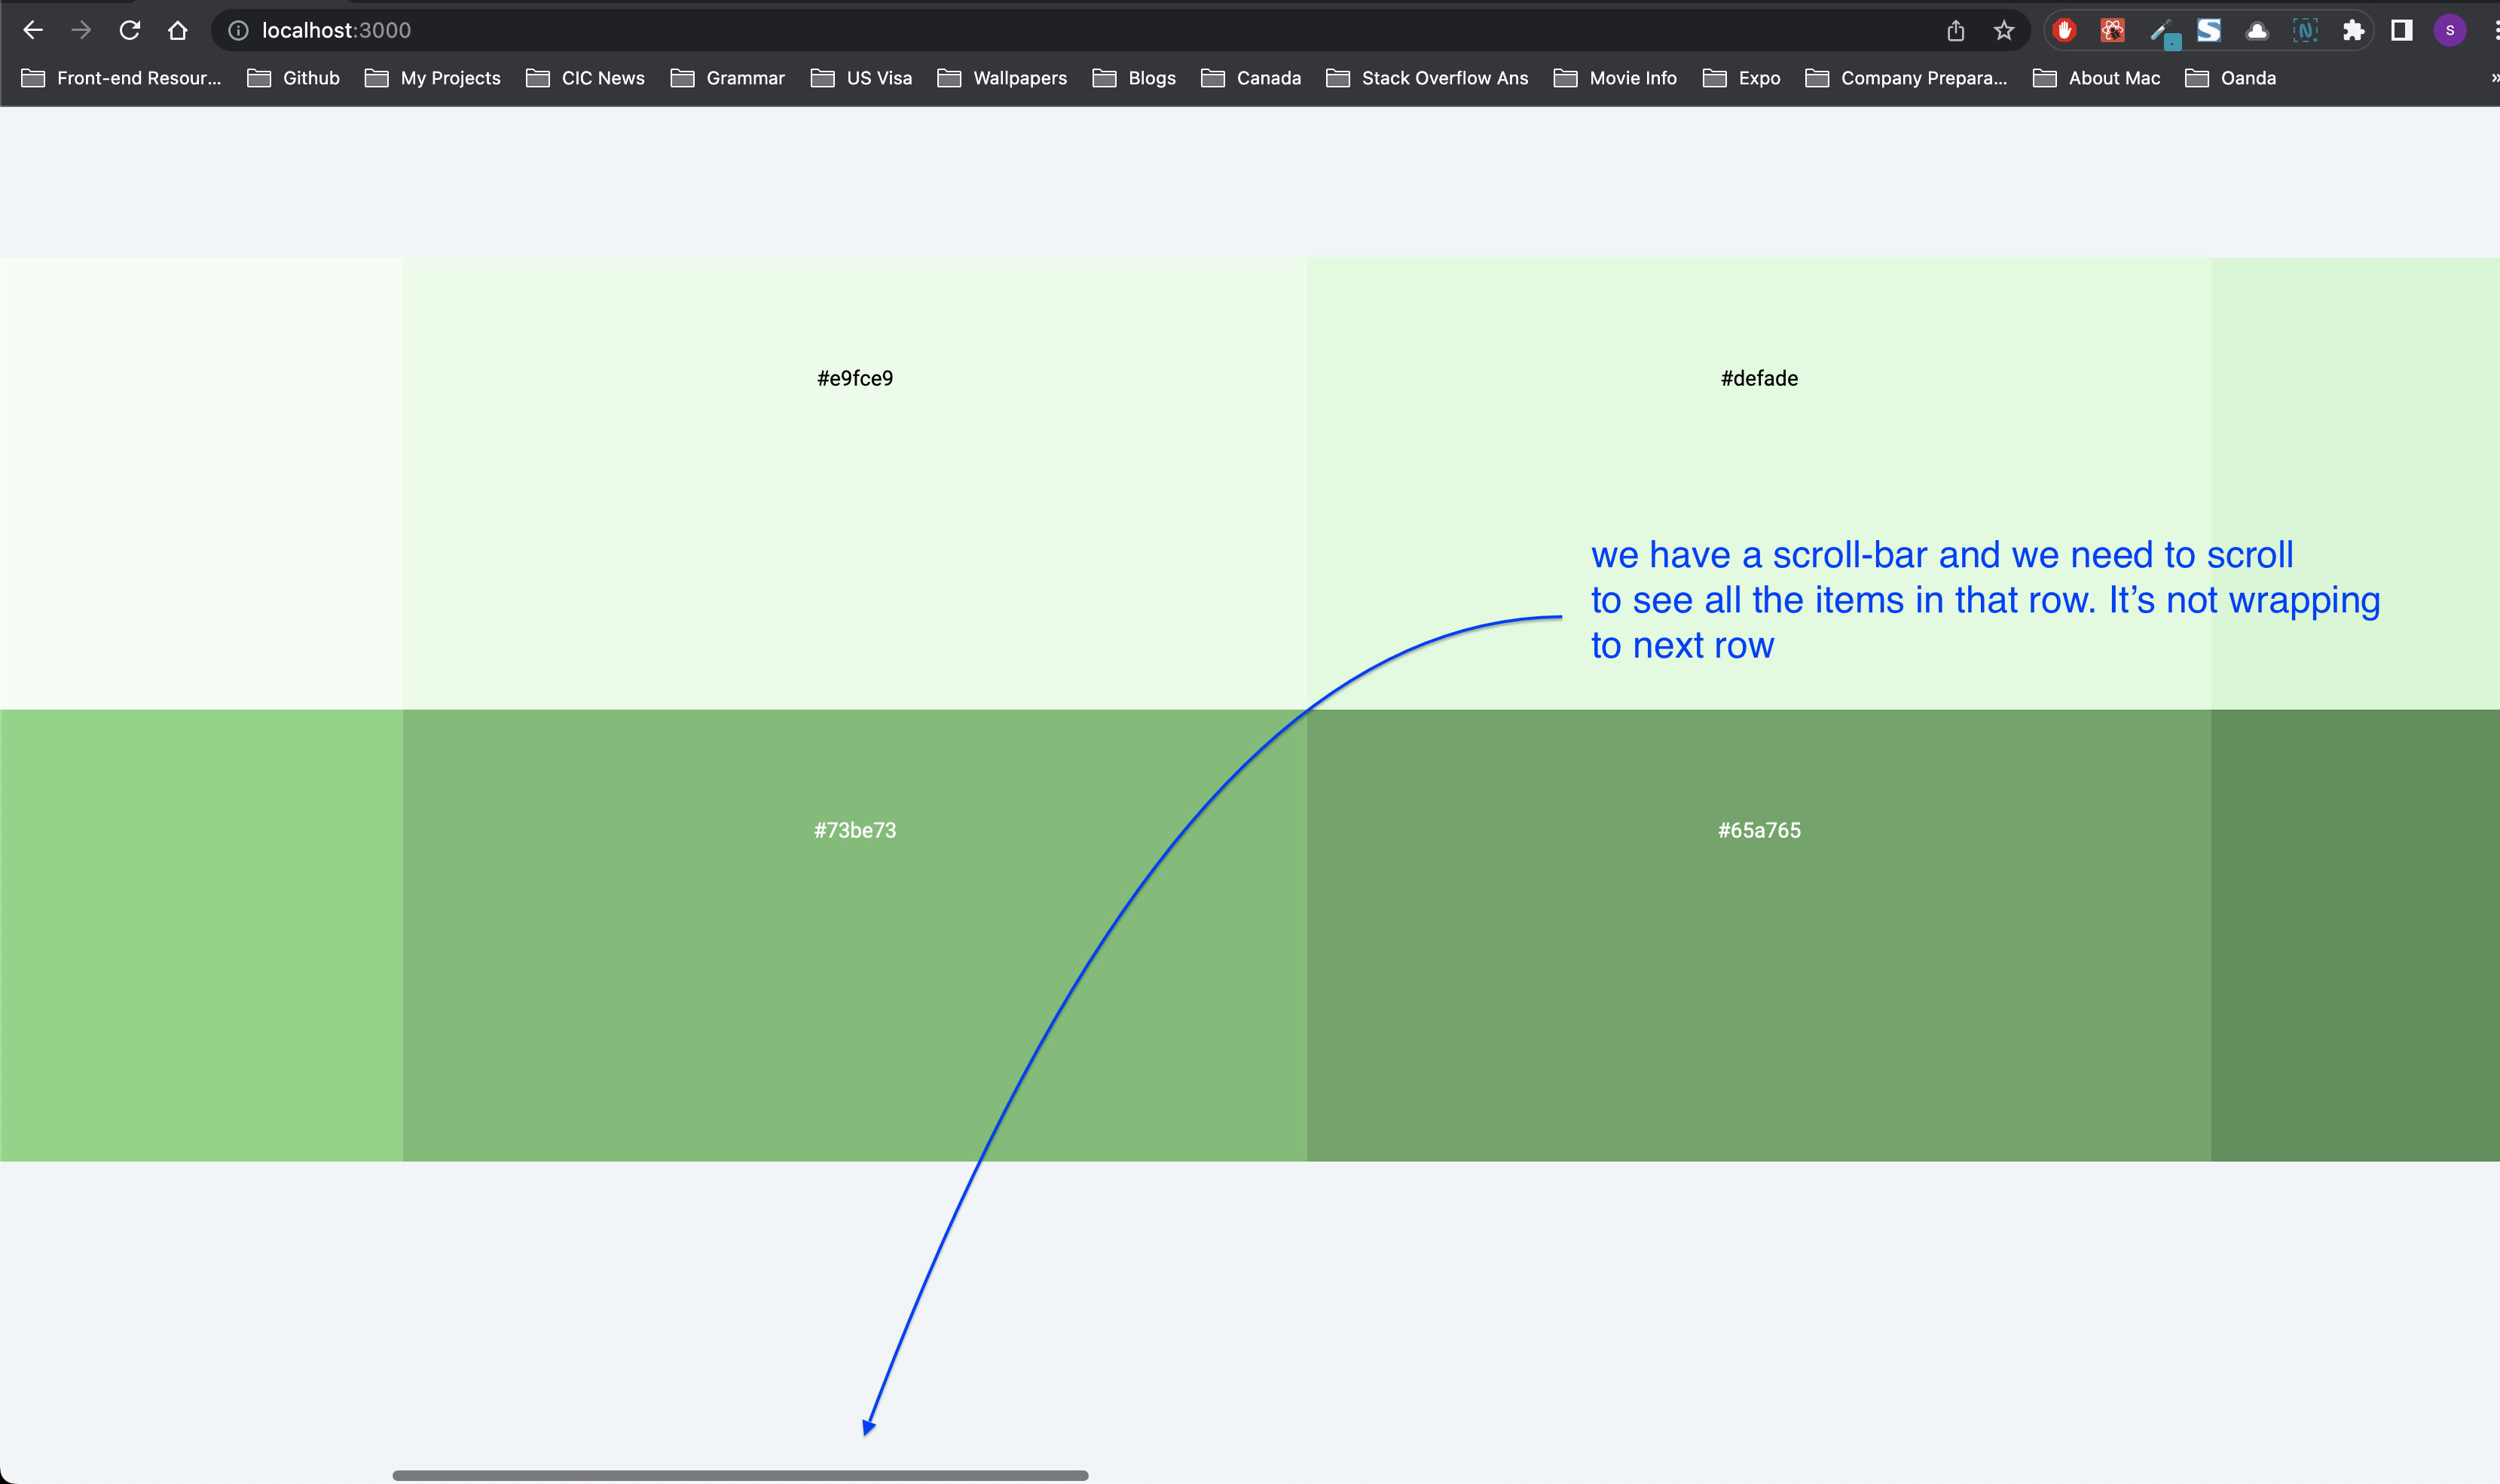 localhost:3000
S
Front-end Resour... Github My Projects CIC News Grammar US Visa Wallpapers Blogs Canada Stack Overflow Ans Movie Info Expo Company Prepara... About Mac Oanda »
#e9fce9 #defade
we have a scroll-bar and we need to scroll
to see all the items in that row. It’s not wrapping
to next row
#73be73 #65a765